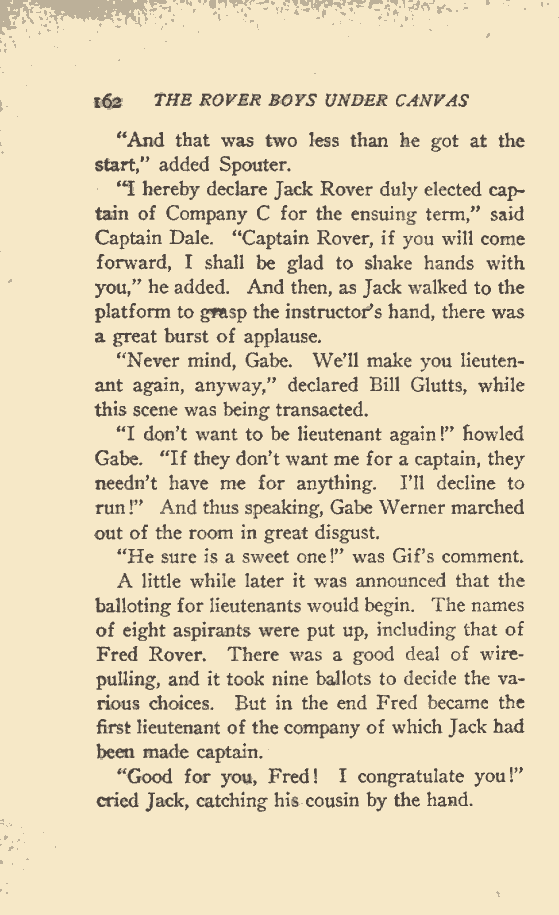 162 THE ROVER BOYS UNDER CANVAS
“And that was two less than he got at the
start,” added Spouter.
“I hereby declare Jack Rover duly elected cap-
tain of Company C for the ensuing term,” said
Captain Dale. “Captain Rover, if you will come
forward, I shall be glad to shake hands with
you,” he added. And then, as Jack walked to the
platform to grasp the instructor’s hand, there was
a great burst of applause.
“Never mind, Gabe. We’ll make you lieuten-
ant again, anyway,” declared Bill Glutts, while
this scene was being transacted.
“I don’t want to be lieutenant again!” howled
Gabe. “If they don’t want me for a captain, they
needn’t have me for anything. I’ll decline to
run!” And thus speaking, Gabe Werner marched
out of the room in great disgust.
“He sure is a sweet one!” was Gif’s comment.
A little while later it was announced that the
balloting for lieutenants would begin. The names
of eight aspirants were put up, including that of
Fred Rover. There was a good deal of wire-
pulling, and it took nine ballots to decide the va-
rious choices. But in the end Fred became the
first lieutenant of the company of which Jack had
been made captain.
“Good for you, Fred! I congratulate you!”
cried Jack, catching his cousin by the hand.